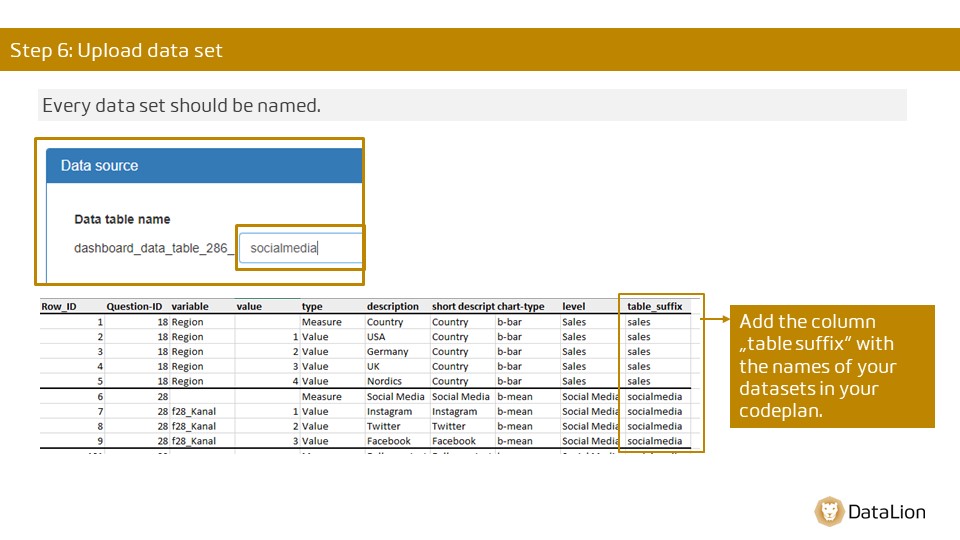 Step 6: Upload data set
Every data set should be named.
Data source
Data table name
dashboard_data_table_286_ socialmedia
Row_ID Question-ID variable value type description short descript chart-type level table_suffix
1 18 Region Measure Country Country b-bar Sales sales
2 18 Region 1 Value USA Country b-bar Sales sales
3 18 Region 2 Value Germany Country b-bar Sales sales
4 18 Region 3 Value UK Country b-bar Sales sales
5 18 Region 4 Value Nordics Country b-bar Sales sales
6 28 Measure Social Media Social Media b-mean Social Media socialmedia
7 28 f28_Kanal 1 Value Instagram Instagram b-mean Social Media socialmedia
8 28 f28_Kanal 2 Value Twitter Twitter b-mean Social Media socialmedia
9 28 f28_Kanal 3 Value Facebook Facebook b-mean Social Media socialmedia
Add the column
„table suffix” with
the names of your
datasets in your
codeplan.
DataLion